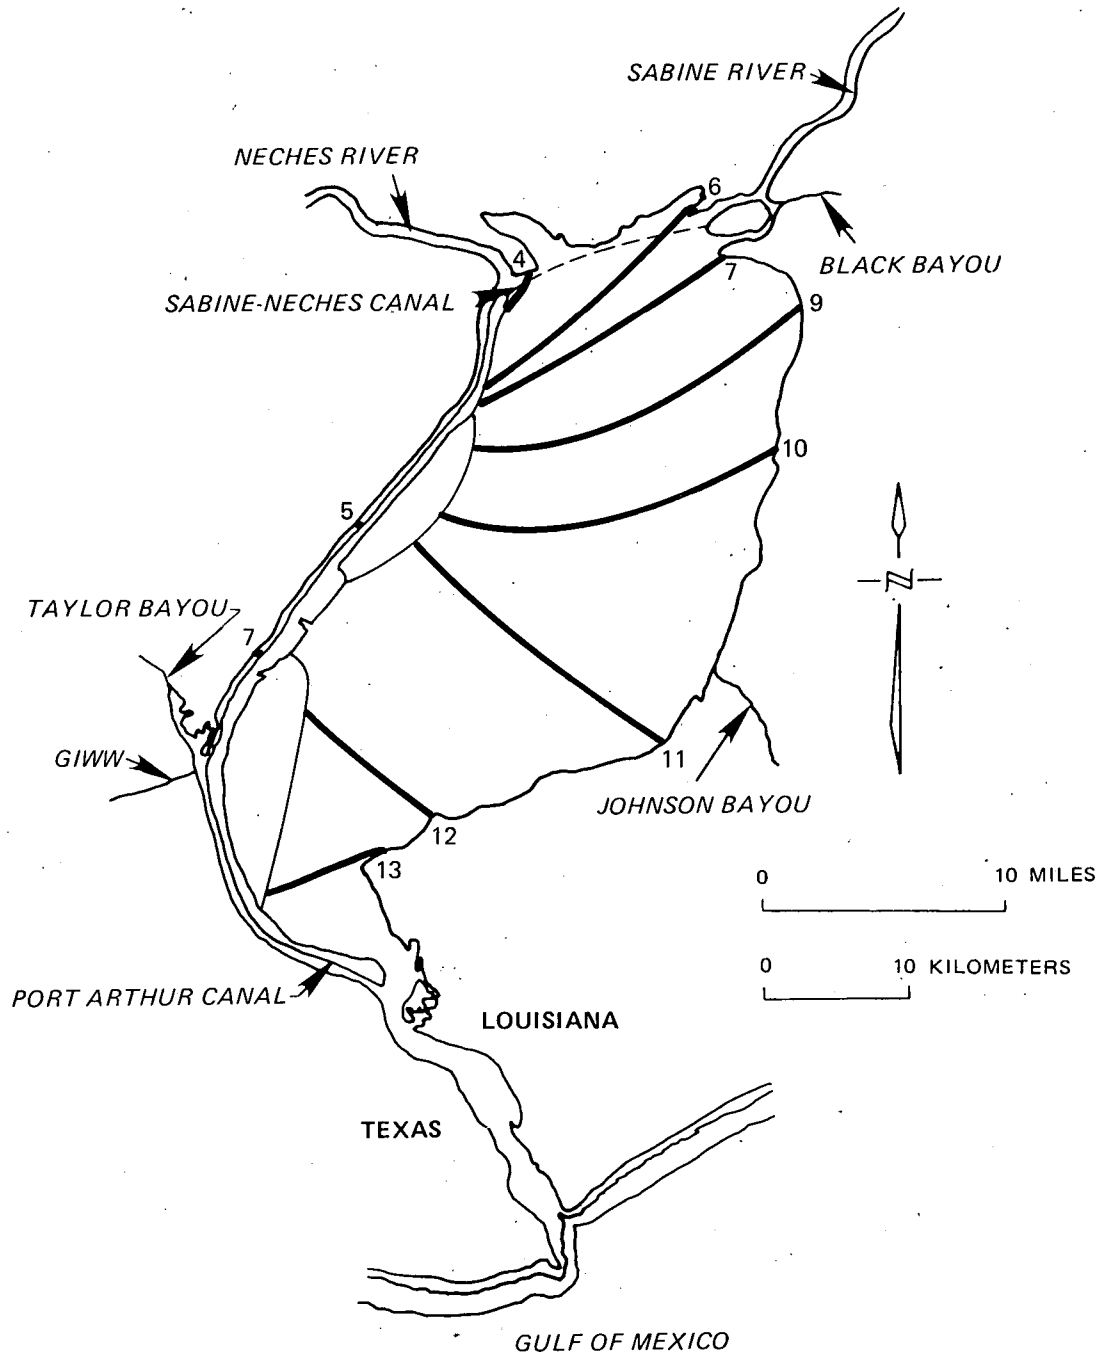 SABINE RIVER
NECHES RIVER
6
BLACK BAYOU
4
7
SABINE-NECHES CANAL
9
10
5
N
TAYLOR BAYOU
7
GIWW
11
JOHNSON BAYOU
12
13
0 10 MILES
0 10 KILOMETERS
PORT ARTHUR CANAL
LOUISIANA
TEXAS
GULF OF MEXICO